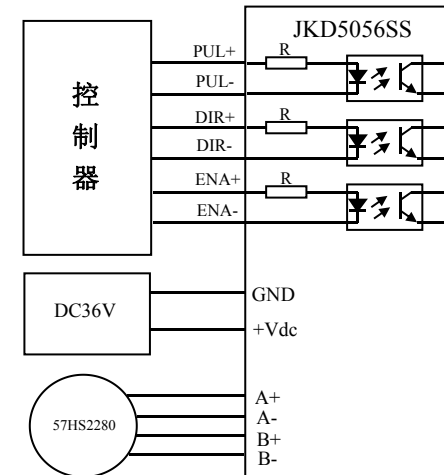 JKD5056SS
PUL+
R
PUL-
DIR+
R
DIR-
ENA+
R
ENA-
控
制
器
DC36V
GND
+Vdc
57HS2280
A+
A-
B+
B-